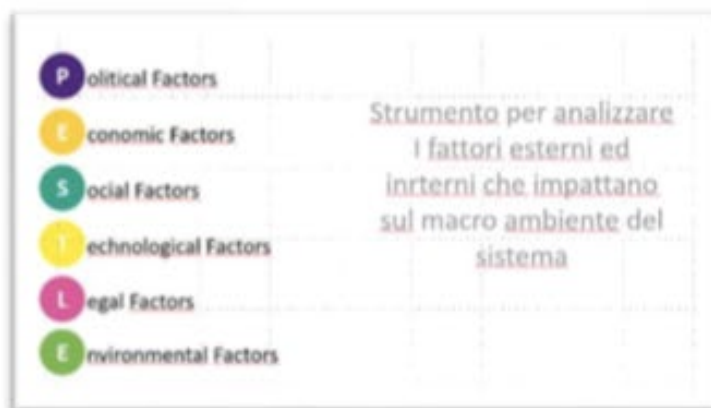 Political Factors
Economic Factors
Social Factors
Technological Factors
Legal Factors
Environmental Factors
Strumento per analizzare
I fattori esterni ed
inrterni che impattano
sul macro ambiente del
sistema